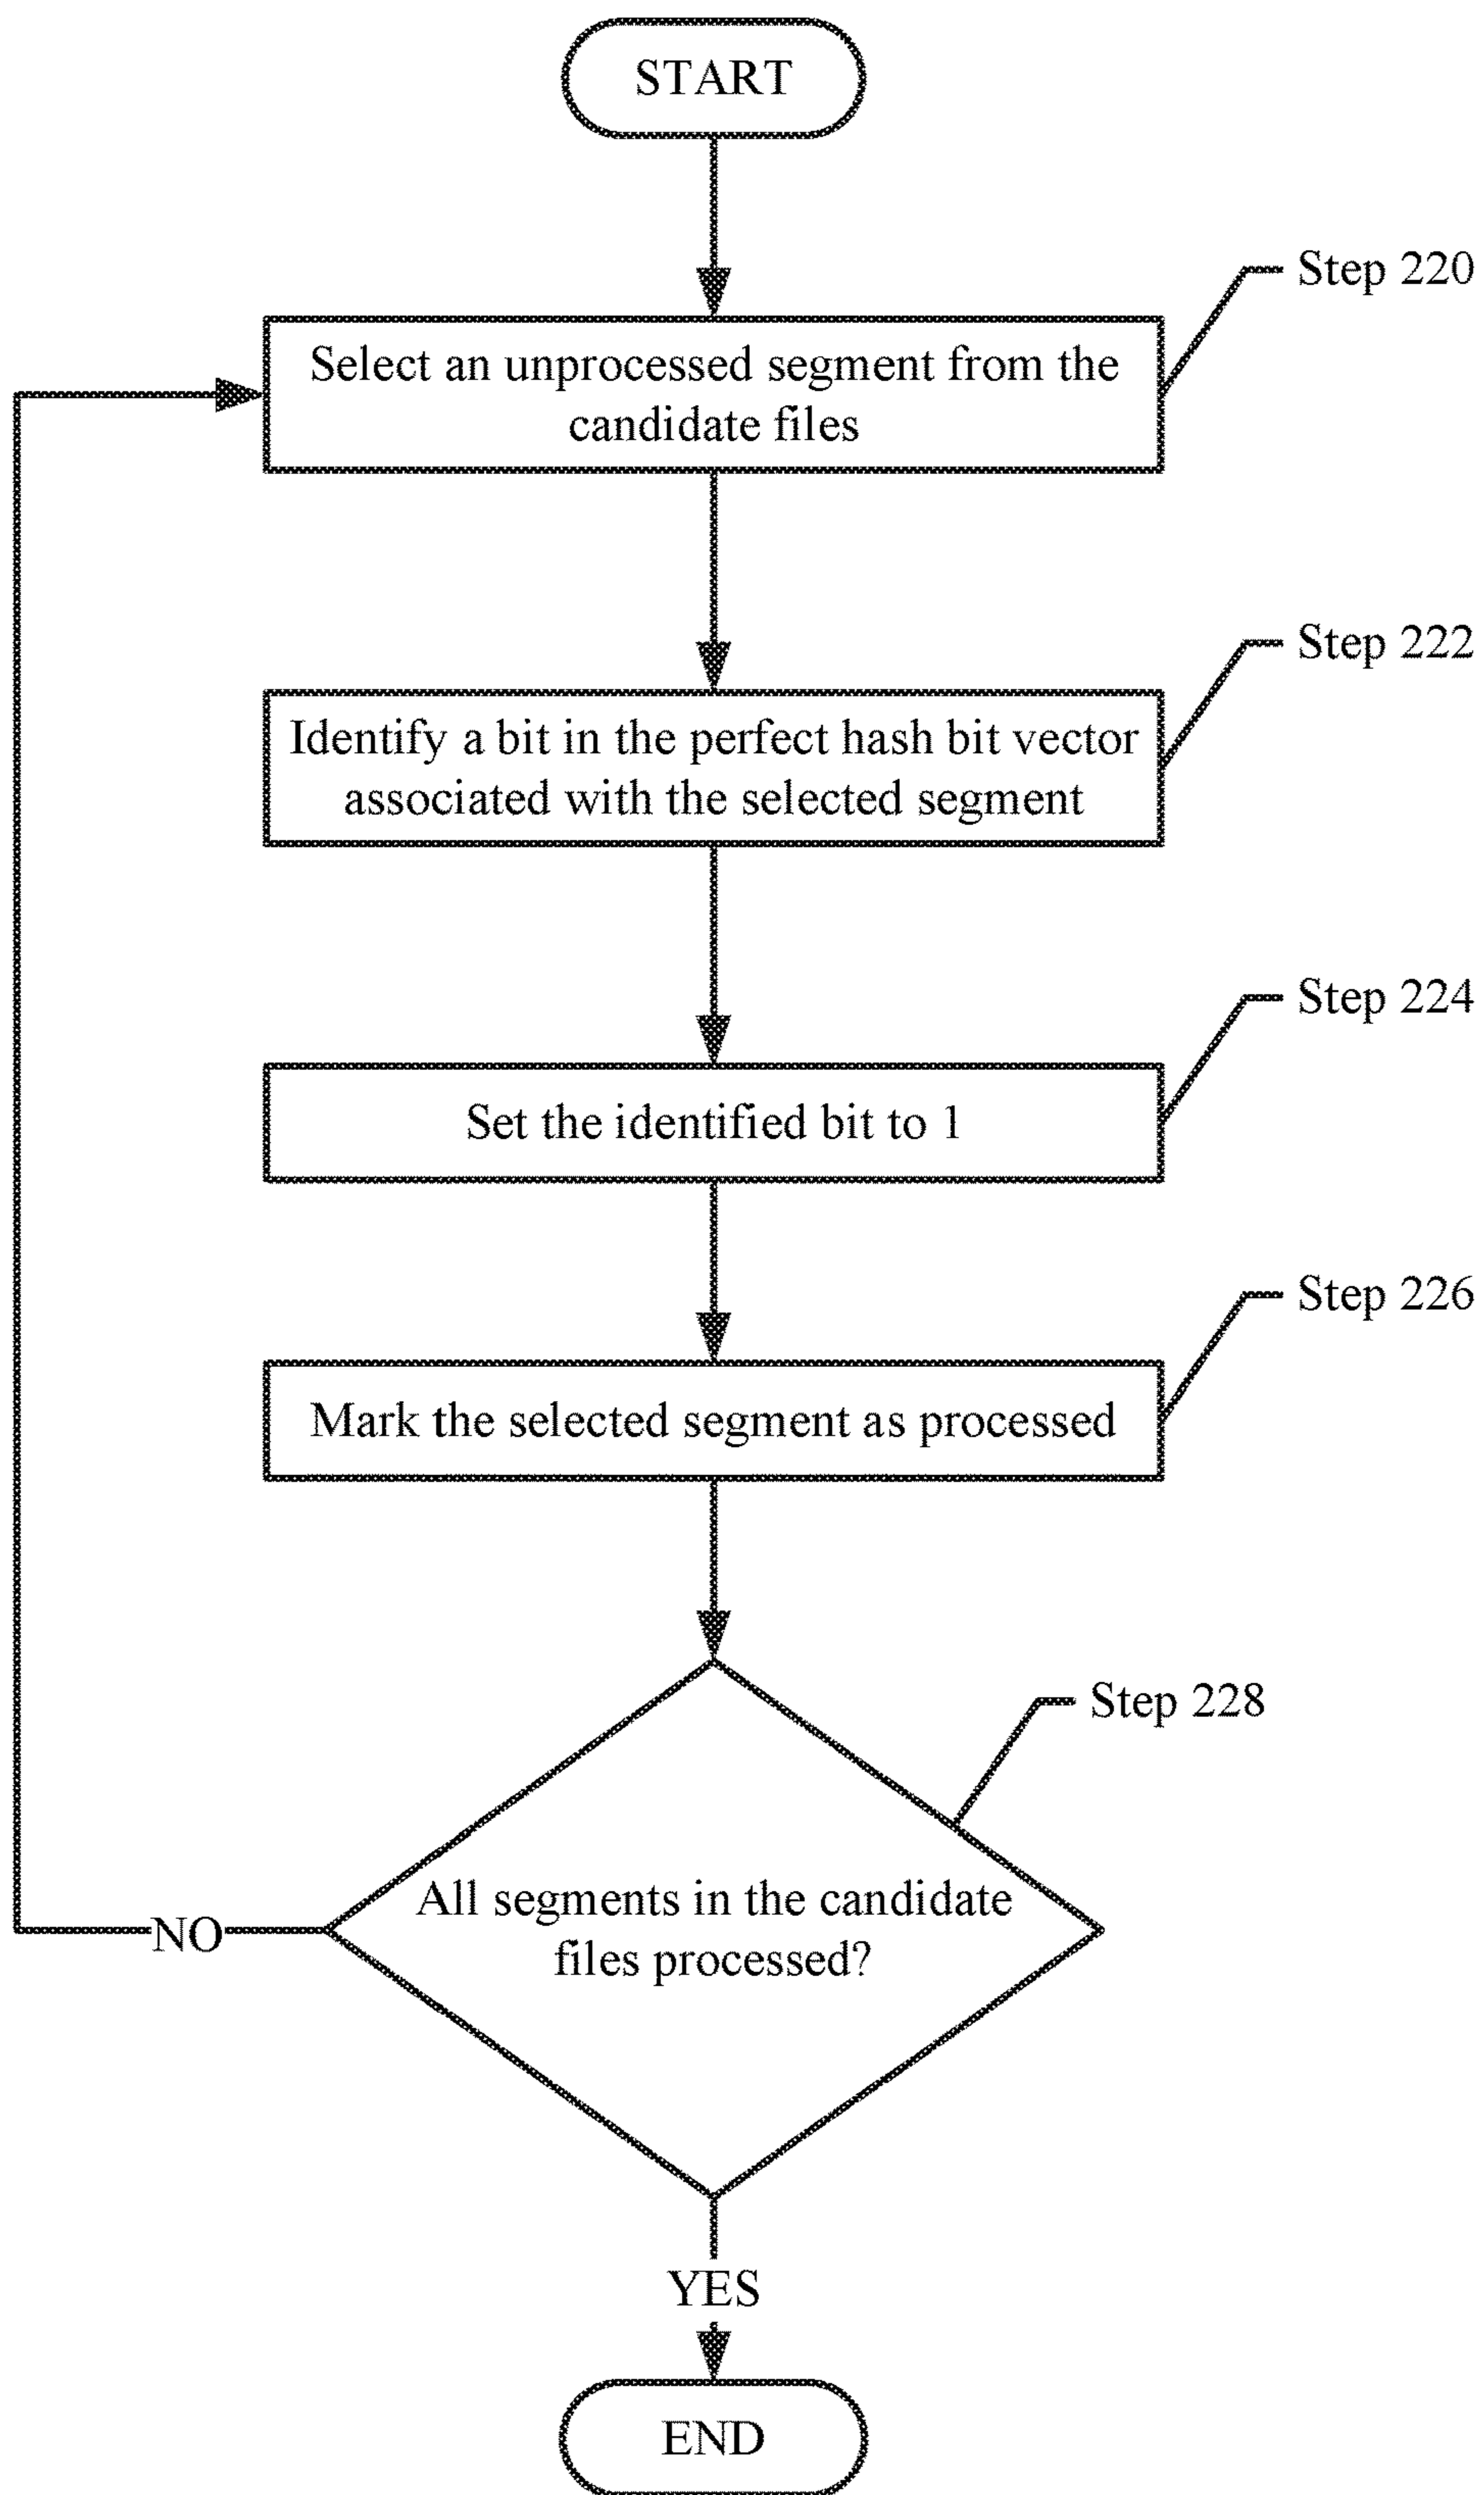 START
Step 220
Select an unprocessed segment from the
candidate files
Step 222
Identify a bit in the perfect hash bit vector
associated with the selected segment
Step 224
Set the identified bit to 1
Step 226
Mark the selected segment as processed
Step 228
All segments in the candidate
files processed?
NO
YES
END